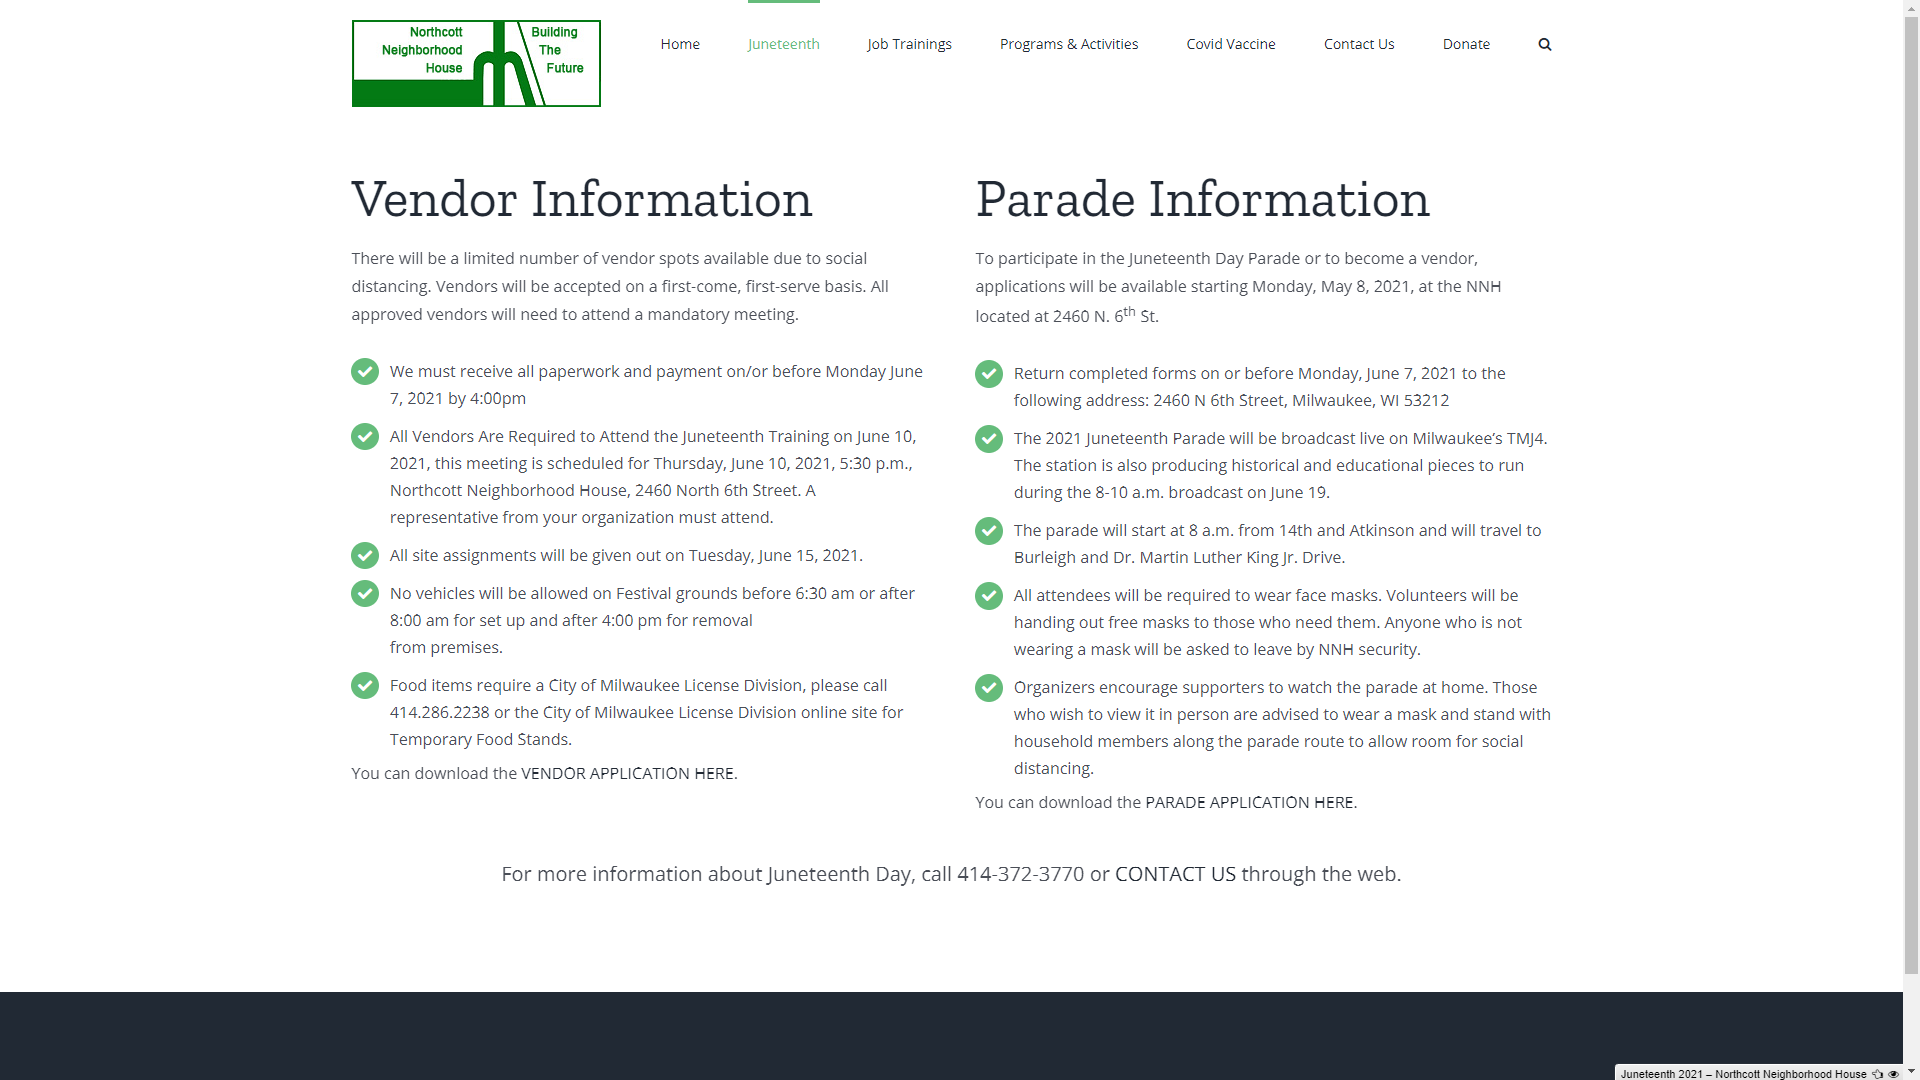 Northcott
Neighborhood
House
Building
The
Future
Home
Juneteenth
Job Trainings
Programs & Activities
Covid Vaccine
Contact Us
Donate
Vendor Information
There will be a limited number of vendor spots available due to social
distancing. Vendors will be accepted on a first-come, first-serve basis. All
approved vendors will need to attend a mandatory meeting.
We must receive all paperwork and payment on/or before Monday June
7, 2021 by 4:00pm
All Vendors Are Required to Attend the Juneteenth Training on June 10,
2021, this meeting is scheduled for Thursday, June 10, 2021, 5:30 p.m.,
Northcott Neighborhood House, 2460 North 6th Street. A
representative from your organization must attend.
All site assignments will be given out on Tuesday, June 15, 2021.
No vehicles will be allowed on Festival grounds before 6:30 am or after
8:00 am for set up and after 4:00 pm for removal
from premises.
Food items require a City of Milwaukee License Division, please call
414.286.2238 or the City of Milwaukee License Division online site for
Temporary Food Stands.
You can download the VENDOR APPLICATION HERE.
Parade Information
To participate in the Juneteenth Day Parade or to become a vendor,
applications will be available starting Monday, May 8, 2021, at the NNH
located at 2460 N. 6th St.
Return completed forms on or before Monday, June 7, 2021 to the
following address: 2460 N 6th Street, Milwaukee, WI 53212
The 2021 Juneteenth Parade will be broadcast live on Milwaukee’s TMJ4.
The station is also producing historical and educational pieces to run
during the 8-10 a.m. broadcast on June 19.
The parade will start at 8 a.m. from 14th and Atkinson and will travel to
Burleigh and Dr. Martin Luther King Jr. Drive.
All attendees will be required to wear face masks. Volunteers will be
handing out free masks to those who need them. Anyone who is not
wearing a mask will be asked to leave by NNH security.
Organizers encourage supporters to watch the parade at home. Those
who wish to view it in person are advised to wear a mask and stand with
household members along the parade route to allow room for social
distancing.
You can download the PARADE APPLICATION HERE.
For more information about Juneteenth Day, call 414-372-3770 or CONTACT US through the web.
Juneteenth 2021 – Northcott Neighborhood House